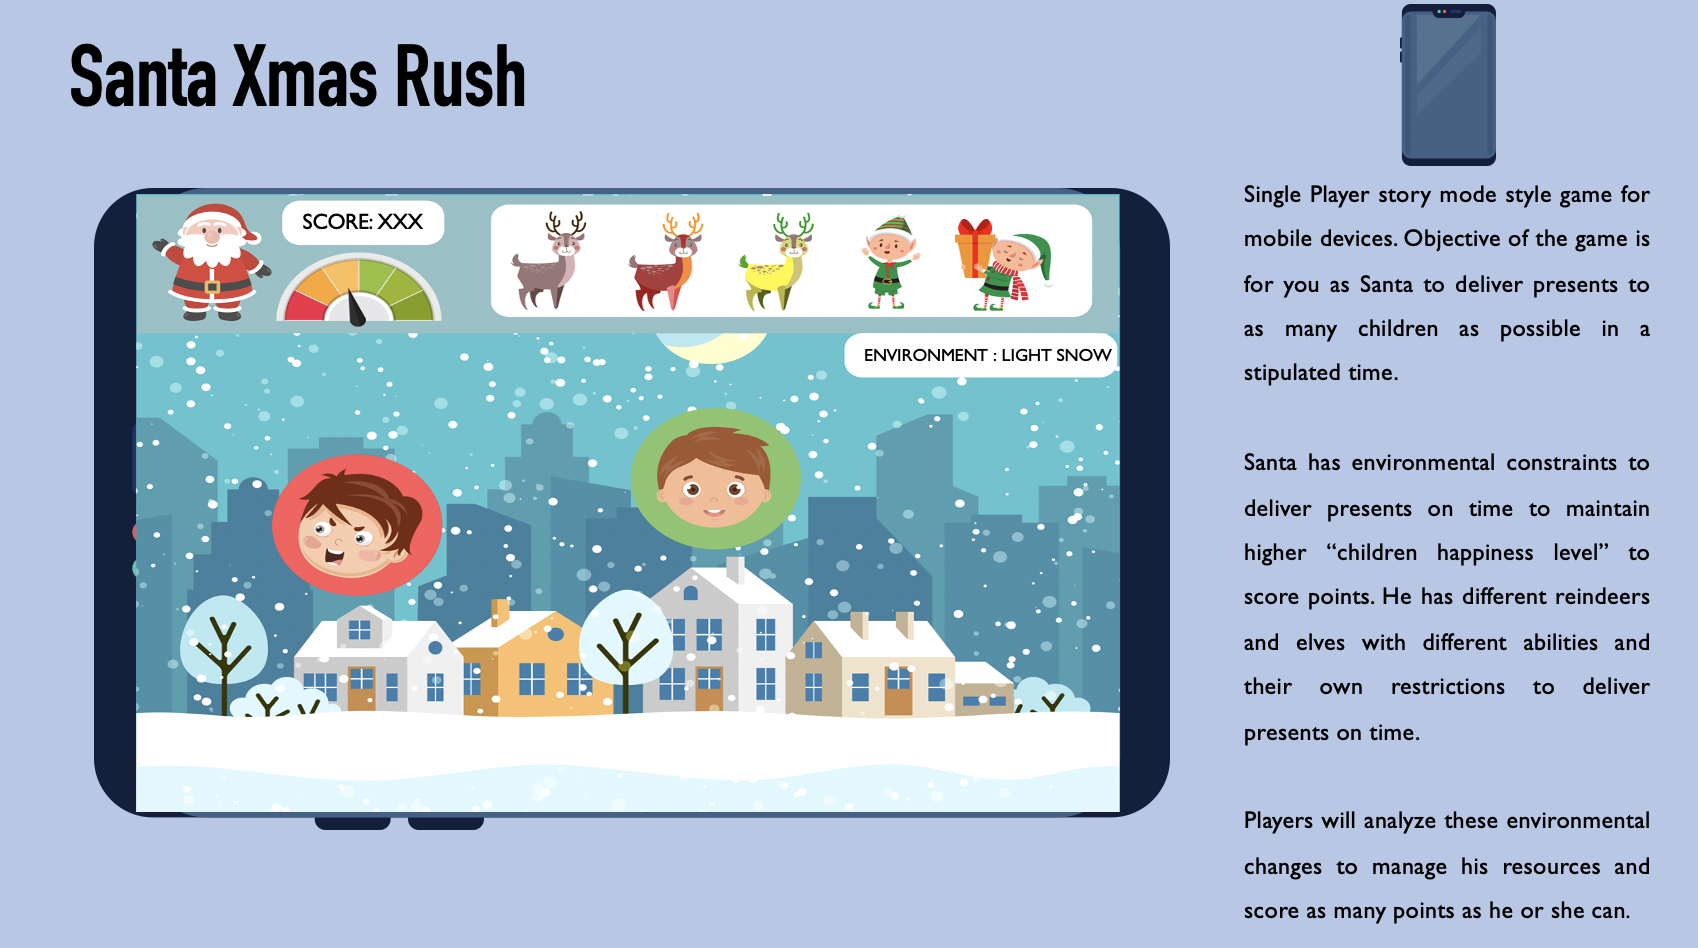 Santa Xmas Rush
SCORE: XXX
ENVIRONMENT : LIGHT SNOW
Single Player story mode style game for
mobile devices. Objective of the game is
for you as Santa to deliver presents to
as many children as possible in a
stipulated time.
Santa has environmental constraints to
deliver presents on time to maintain
higher “children happiness level” to
score points. He has different reindeers
and elves with different abilities and
their own restrictions to deliver
presents on time.
Players will analyze these environmental
changes to manage his resources and
score as many points as he or she can.